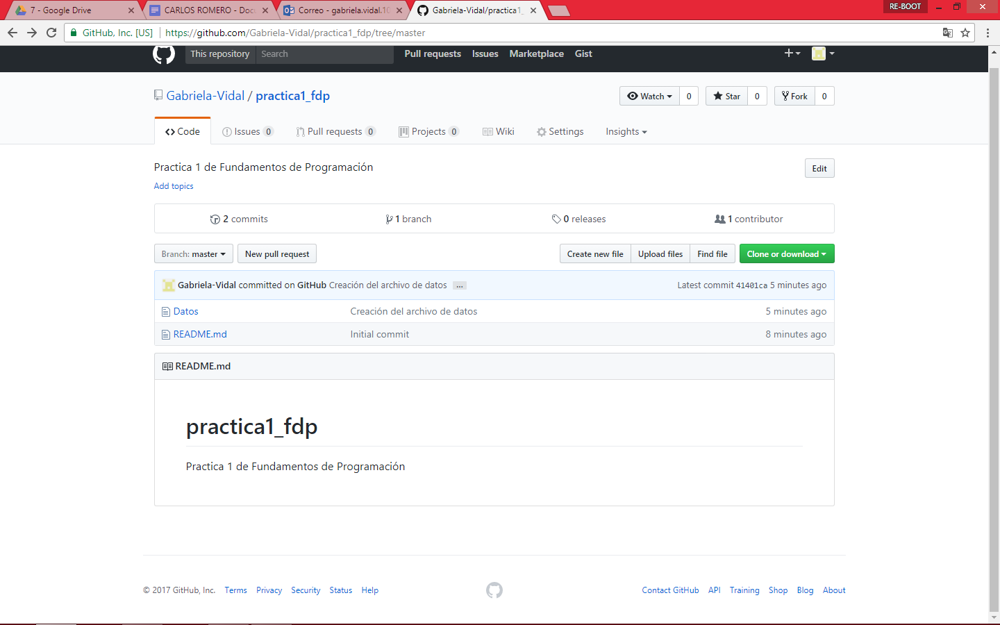 7 - Google Drive
CARLOS ROMERO - Doc
Correo - gabriela.vidal.10
Gabriela-Vidal/practica1_
RE-BOOT
GitHub, Inc. [US]
https://github.com/Gabriela-Vidal/practica1_fdp/tree/master
This repository
Search
Pull requests
Issues
Marketplace
Gist
Gabriela-Vidal / practica1_fdp
Watch 0
Star 0
Fork 0
Code
Issues 0
Pull requests 0
Projects 0
Wiki
Settings
Insights
Practica 1 de Fundamentos de Programación
Edit
Add topics
2 commits
1 branch
0 releases
1 contributor
Branch: master
New pull request
Create new file
Upload files
Find file
Clone or download
Gabriela-Vidal committed on GitHub Creación del archivo de datos ...
Latest commit 41401ca 5 minutes ago
Datos
Creación del archivo de datos
5 minutes ago
README.md
Initial commit
8 minutes ago
README.md
practica1_fdp
Practica 1 de Fundamentos de Programación
© 2017 GitHub, Inc.
Terms
Privacy
Security
Status
Help
Contact GitHub
API
Training
Shop
Blog
About